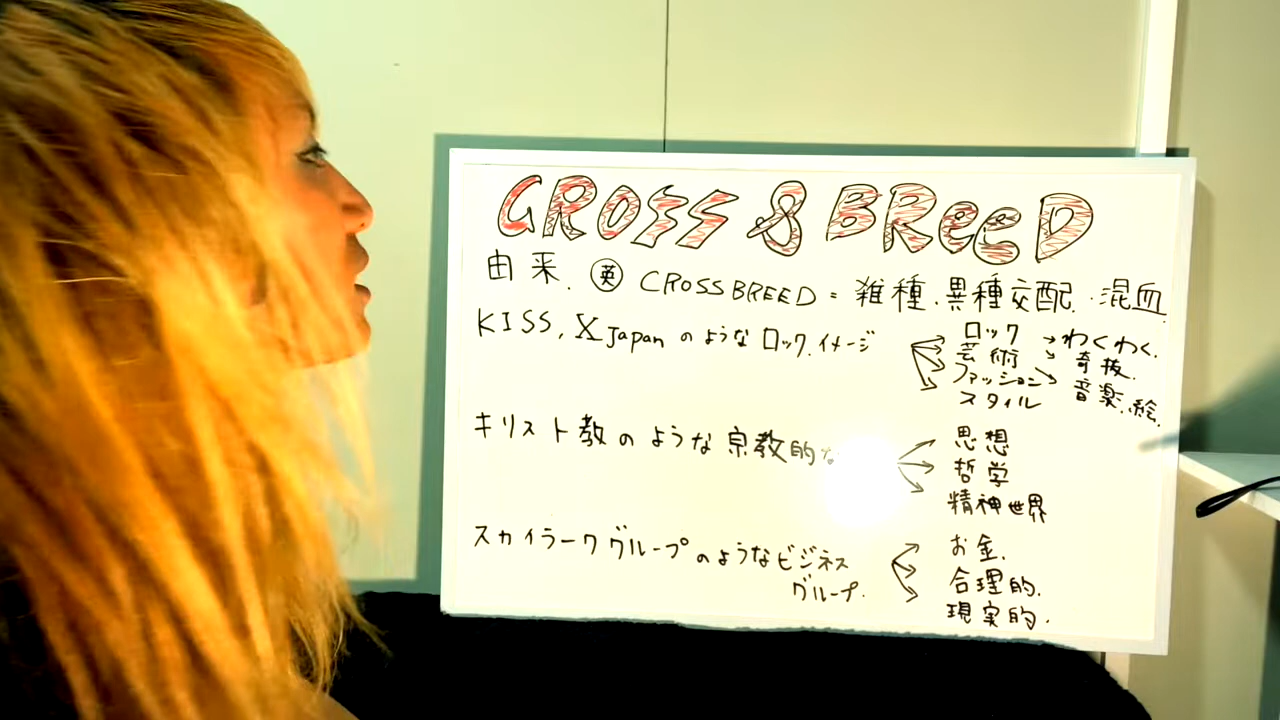 CROSS & BREED
由来. 英 CROSSBREED = 雑種、異種交配、混血
KISS, X Japan のようなロックイメージ
ロック → わくわく.
芸術 → 奇抜.
ファッション → 音楽、絵.
スタイル
キリスト教のような宗教的な
思想
哲学
精神世界
スカイラークグループのようなビジネス
グループ.
お金.
合理的.
現実的.